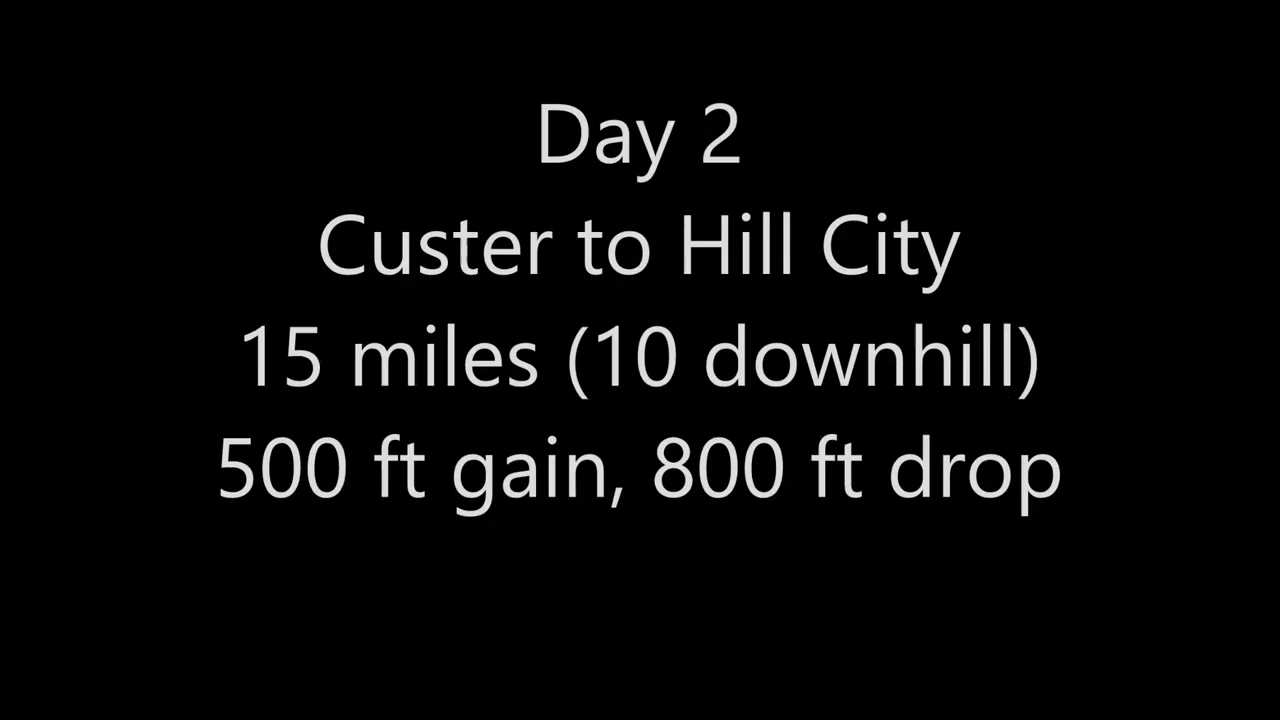 Day 2
Custer to Hill City
15 miles (10 downhill)
500 ft gain, 800 ft drop